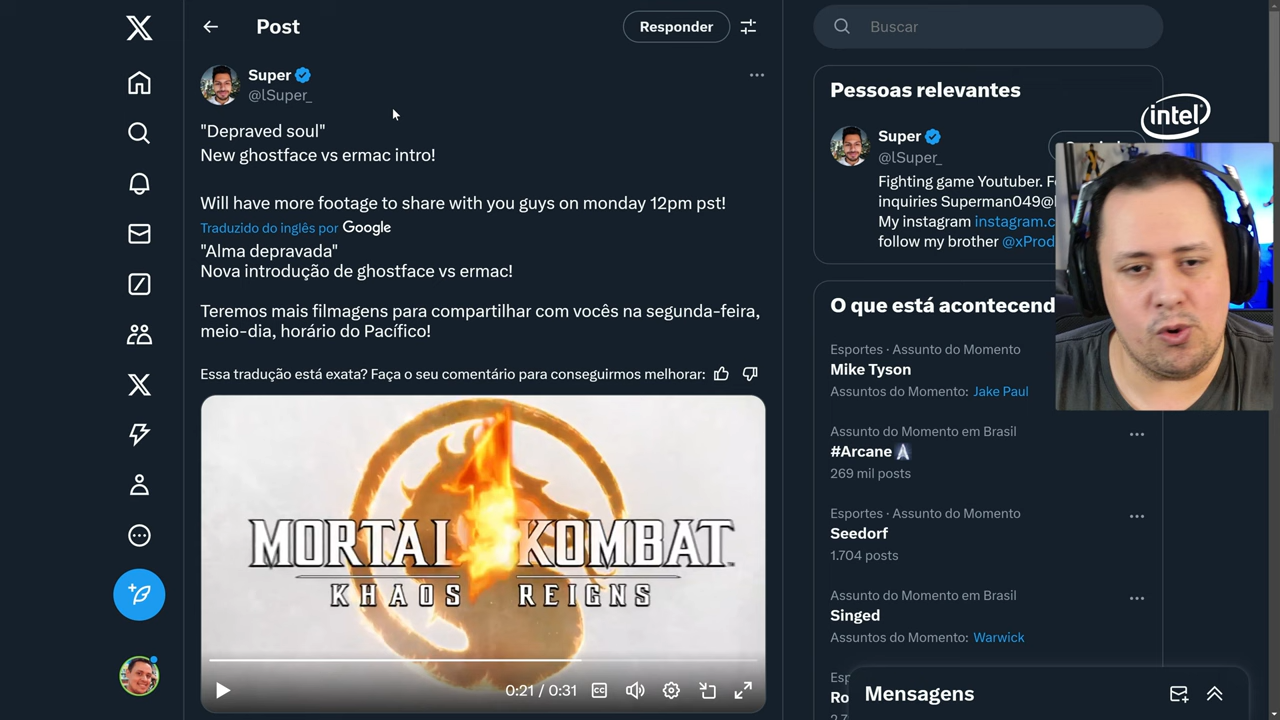 Post
Responder
Super
@lSuper_
"Depraved soul"
New ghostface vs ermac intro!
Will have more footage to share with you guys on monday 12pm pst!
Traduzido do inglês por Google
"Alma depravada"
Nova introdução de ghostface vs ermac!
Teremos mais filmagens para compartilhar com vocês na segunda-feira,
meio-dia, horário do Pacífico!
Essa tradução está exata? Faça o seu comentário para conseguirmos melhorar:
MORTAL KOMBAT
KHAOS REIGNS
0:21 / 0:31
CC
Buscar
Pessoas relevantes
intel
Super
@lSuper_
Fighting game Youtuber.
inquiries Superman049@
My instagram instagram.c
follow my brother @xProd
O que está acontecend
Esportes · Assunto do Momento
Mike Tyson
Assuntos do Momento: Jake Paul
Assunto do Momento em Brasil
#Arcane
269 mil posts
Esportes · Assunto do Momento
Seedorf
1.704 posts
Assunto do Momento em Brasil
Singed
Assuntos do Momento: Warwick
Mensagens